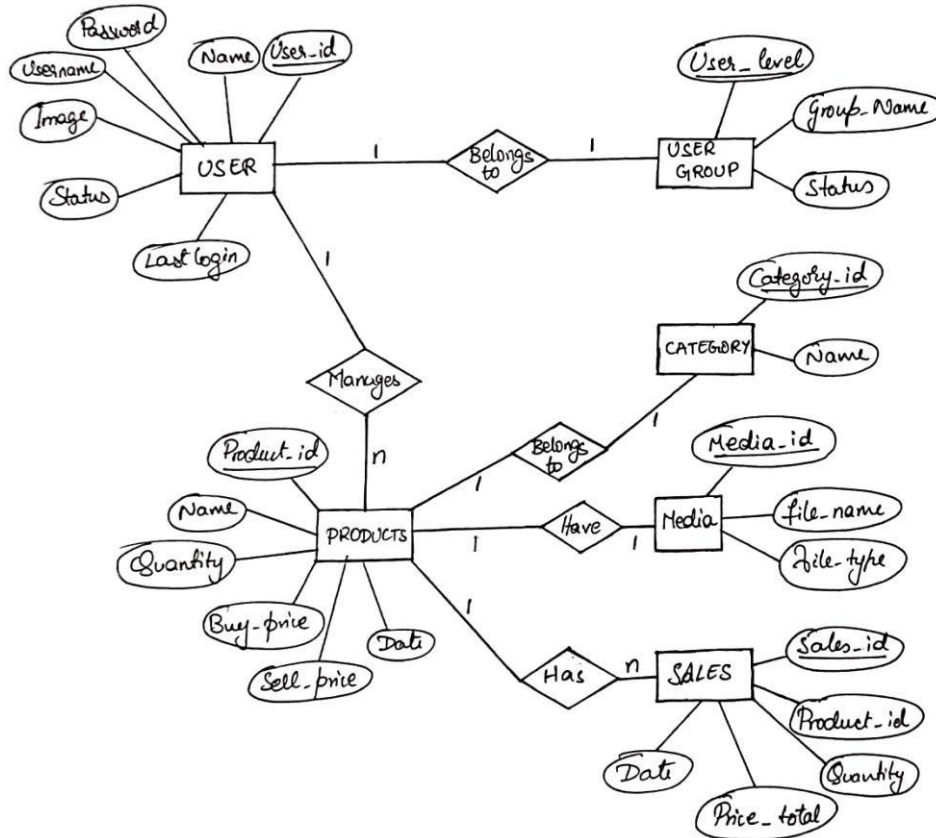 Password
Username
Name
User_id
Image
Status
Last login
USER
1
Belongs
to
1
USER
GROUP
User_level
Group_Name
Status
1
Manages
n
Category_id
CATEGORY
Name
1
Belongs
to
1
Product_id
Name
Quantity
Buy_price
Sell_price
Date
PRODUCTS
1
Have
1
Media
Media_id
file_name
file_type
1
Has
n
SALES
Sales_id
Product_id
Quantity
Price_total
Date